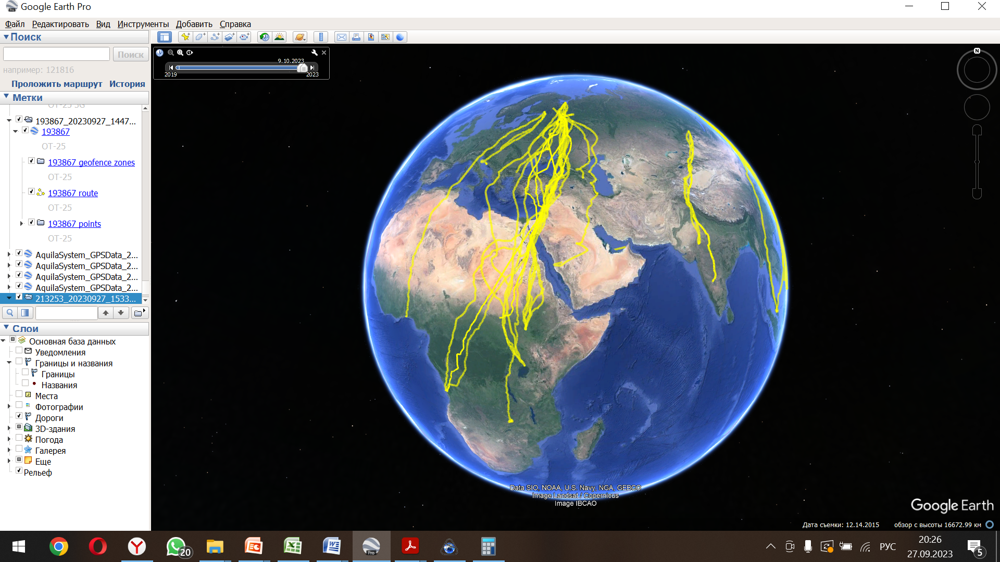 Google Earth Pro
Файл Редактировать Вид Инструменты Добавить Справка
Поиск
Поиск
например: 121816
Проложить маршрут История
Метки
OT-25 SG
193867_20230927_1447...
193867
OT-25
193867 geofence zones
OT-25
193867 route
OT-25
193867 points
OT-25
AquilaSystem_GPSData_2...
AquilaSystem_GPSData_2...
AquilaSystem_GPSData_2...
AquilaSystem_GPSData_2...
213253_20230927_1533...
Слои
Основная база данных
Уведомления
Границы и названия
Границы
Названия
Места
Фотографии
Дороги
3D-здания
Погода
Галерея
Еще
Рельеф
9.10.2023
2019 2023
N
Data SIO, NOAA, U.S. Navy, NGA, GEBCO
Image Landsat / Copernicus
Image IBCAO
Google Earth
Дата съемки: 12.14.2015 обзор с высоты 16672.99 км
20
Pro
РУС
20:26
27.09.2023
5